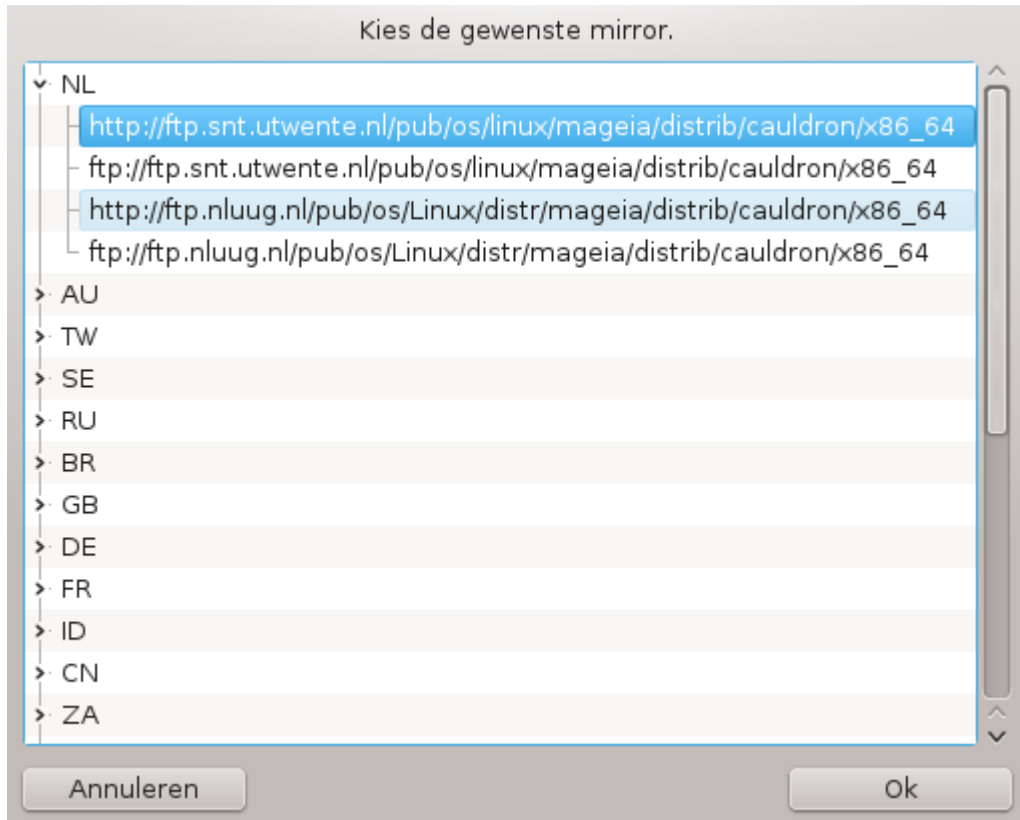 Kies de gewenste mirror.
NL
http://ftp.snt.utwente.nl/pub/os/linux/mageia/distrib/cauldron/x86_64
ftp://ftp.snt.utwente.nl/pub/os/linux/mageia/distrib/cauldron/x86_64
http://ftp.nluug.nl/pub/os/Linux/distr/mageia/distrib/cauldron/x86_64
ftp://ftp.nluug.nl/pub/os/Linux/distr/mageia/distrib/cauldron/x86_64
AU
TW
SE
RU
BR
GB
DE
FR
ID
CN
ZA
Annuleren Ok